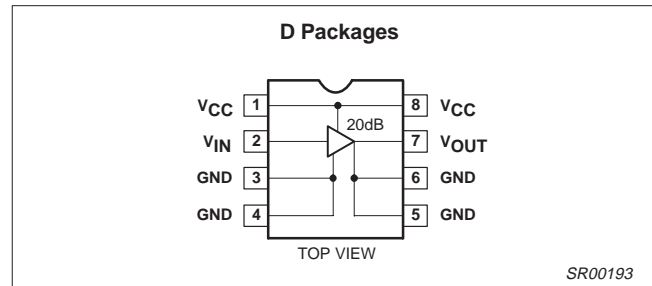 D Packages
VCC 1 8 VCC
20dB
VIN 2 7 VOUT
GND 3 6 GND
GND 4 5 GND
TOP VIEW
SR00193